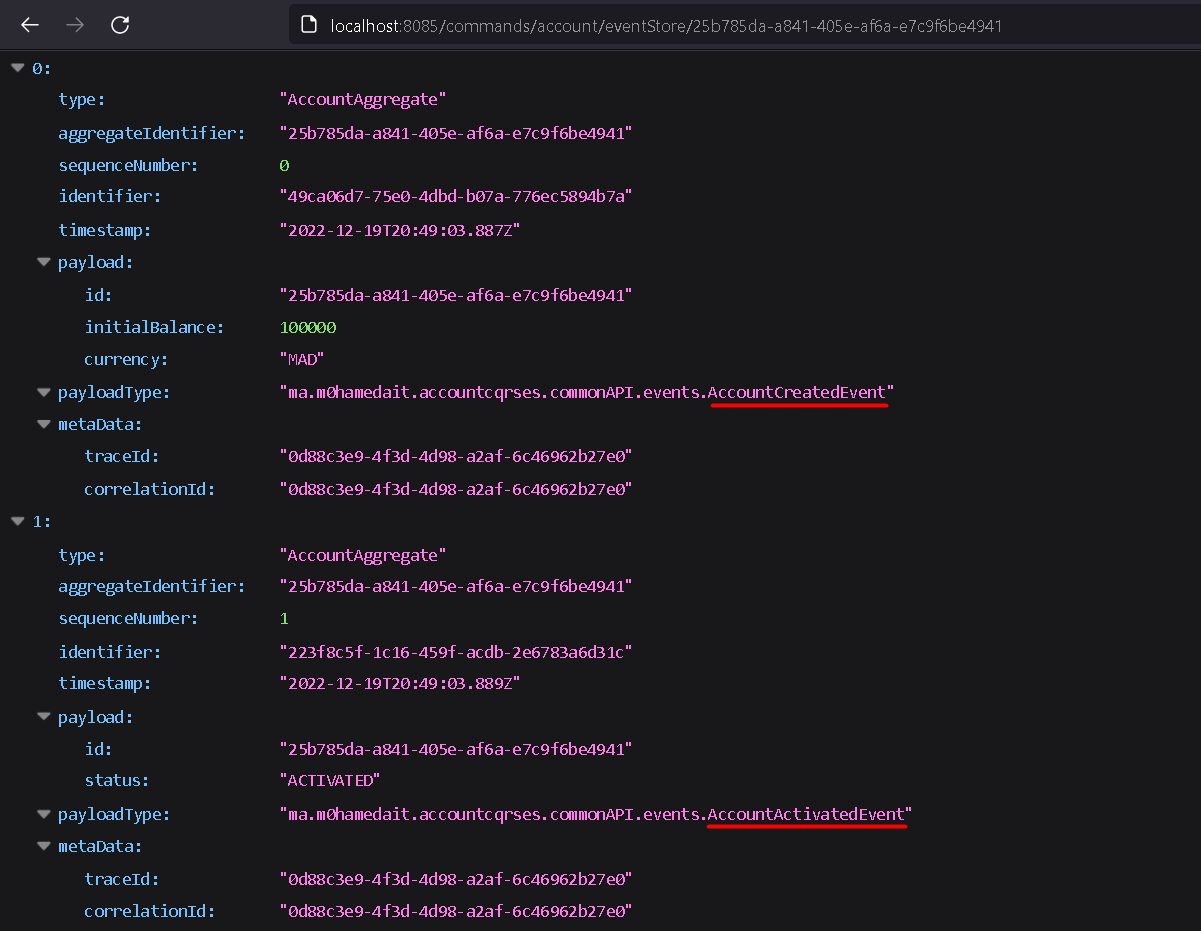 localhost:8085/commands/account/eventStore/25b785da-a841-405e-af6a-e7c9f6be4941
0:
type: "AccountAggregate"
aggregateIdentifier: "25b785da-a841-405e-af6a-e7c9f6be4941"
sequenceNumber: 0
identifier: "49ca06d7-75e0-4dbd-b07a-776ec5894b7a"
timestamp: "2022-12-19T20:49:03.887Z"
payload:
id: "25b785da-a841-405e-af6a-e7c9f6be4941"
initialBalance: 100000
currency: "MAD"
payloadType: "ma.m0hamedait.accountcqrses.commonAPI.events.AccountCreatedEvent"
metaData:
traceId: "0d88c3e9-4f3d-4d98-a2af-6c46962b27e0"
correlationId: "0d88c3e9-4f3d-4d98-a2af-6c46962b27e0"
1:
type: "AccountAggregate"
aggregateIdentifier: "25b785da-a841-405e-af6a-e7c9f6be4941"
sequenceNumber: 1
identifier: "223f8c5f-1c16-459f-acdb-2e6783a6d31c"
timestamp: "2022-12-19T20:49:03.889Z"
payload:
id: "25b785da-a841-405e-af6a-e7c9f6be4941"
status: "ACTIVATED"
payloadType: "ma.m0hamedait.accountcqrses.commonAPI.events.AccountActivatedEvent"
metaData:
traceId: "0d88c3e9-4f3d-4d98-a2af-6c46962b27e0"
correlationId: "0d88c3e9-4f3d-4d98-a2af-6c46962b27e0"